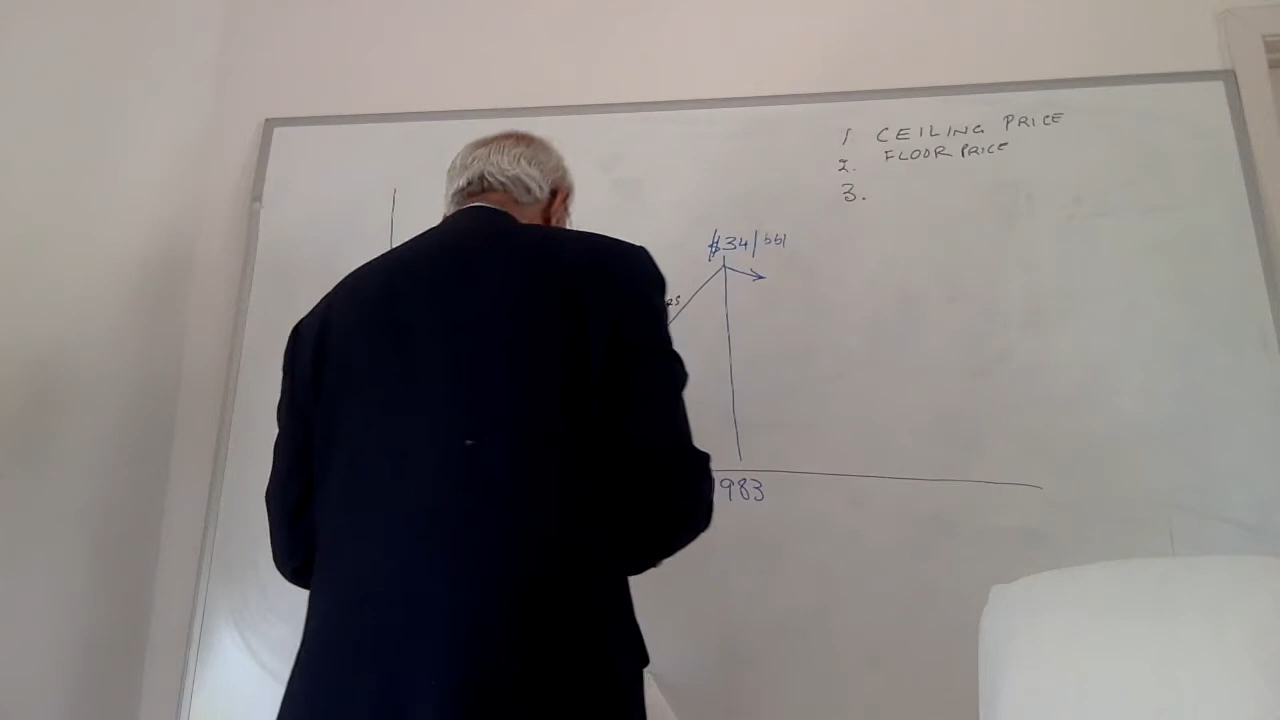 1 CEILING PRICE
2. FLOOR PRICE
3.
$34/bbl
1983